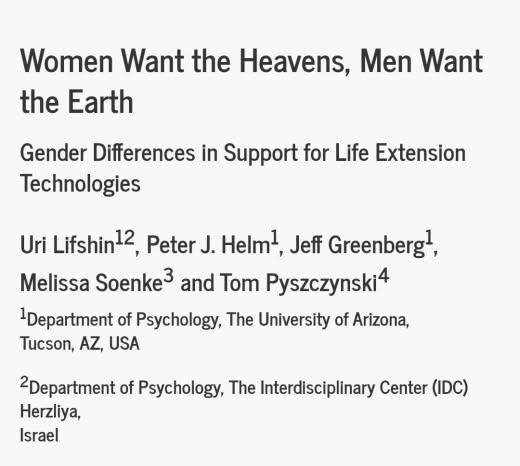 Women Want the Heavens, Men Want
the Earth
Gender Differences in Support for Life Extension
Technologies
Uri Lifshin12, Peter J. Helm1, Jeff Greenberg1,
Melissa Soenke3 and Tom Pyszczynski4
1Department of Psychology, The University of Arizona,
Tucson, AZ, USA
2Department of Psychology, The Interdisciplinary Center (IDC)
Herzliya,
Israel